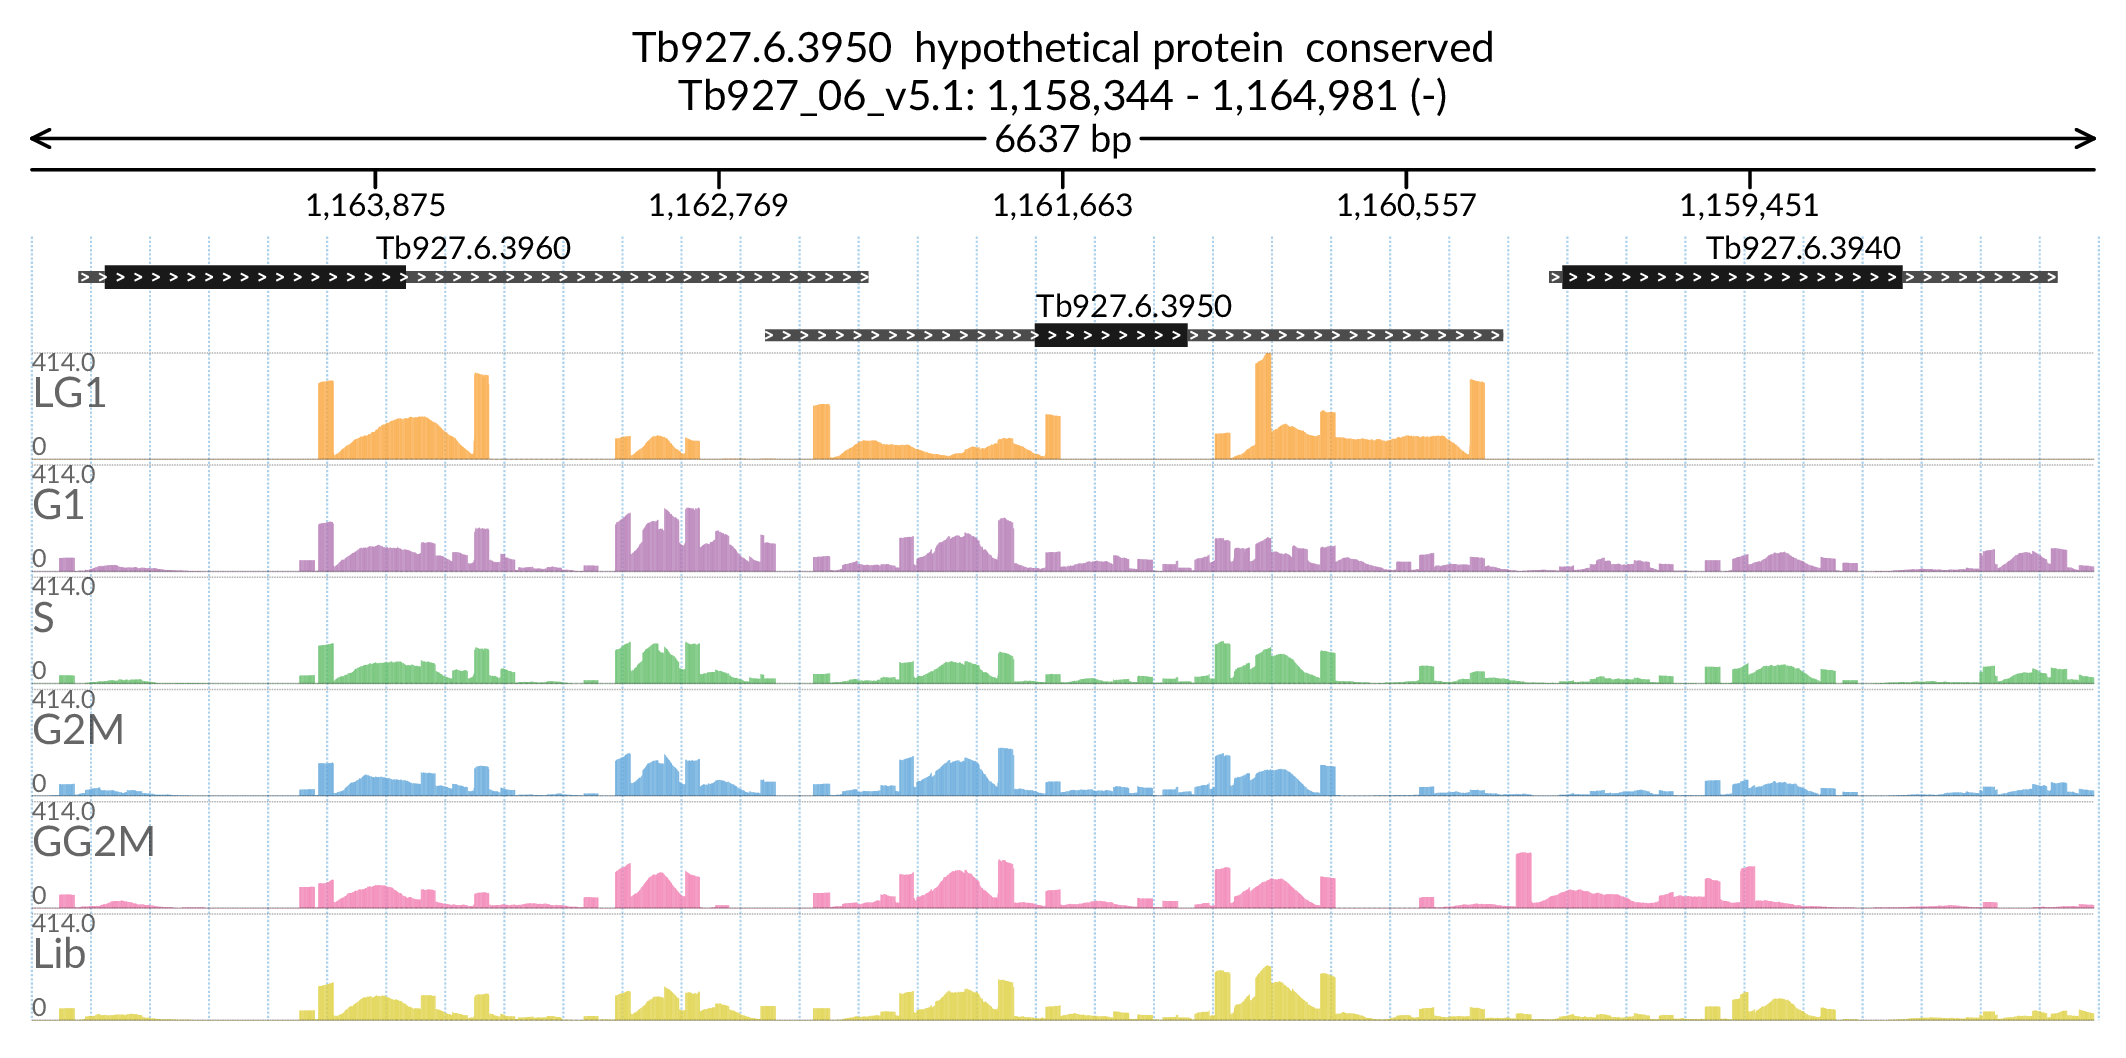 Tb927.6.3950 hypothetical protein conserved
Tb927_06_v5.1: 1,158,344 - 1,164,981 (-)
6637 bp
1,163,875 1,162,769 1,161,663 1,160,557 1,159,451
Tb927.6.3960 Tb927.6.3940
Tb927.6.3950
414.0
LG1
0
414.0
G1
0
414.0
S
0
414.0
G2M
0
414.0
GG2M
0
414.0
Lib
0